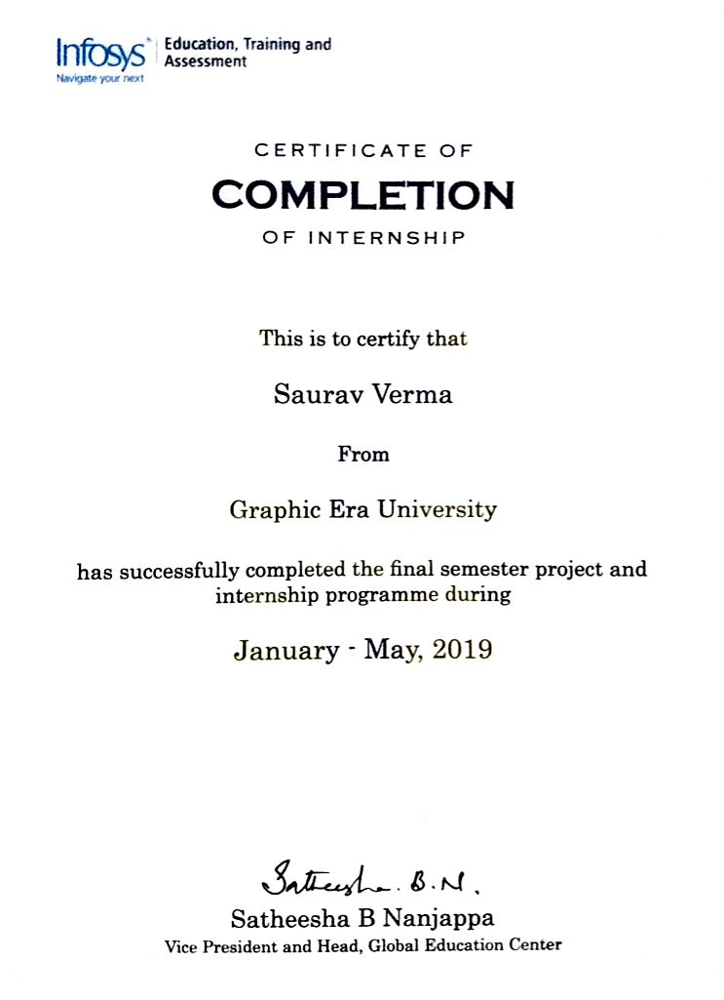 Infosys® | Education, Training and
Assessment
Navigate your next
CERTIFICATE OF
COMPLETION
OF INTERNSHIP
This is to certify that
Saurav Verma
From
Graphic Era University
has successfully completed the final semester project and
internship programme during
January - May, 2019
Satheesha. B.N.
Satheesha B Nanjappa
Vice President and Head, Global Education Center